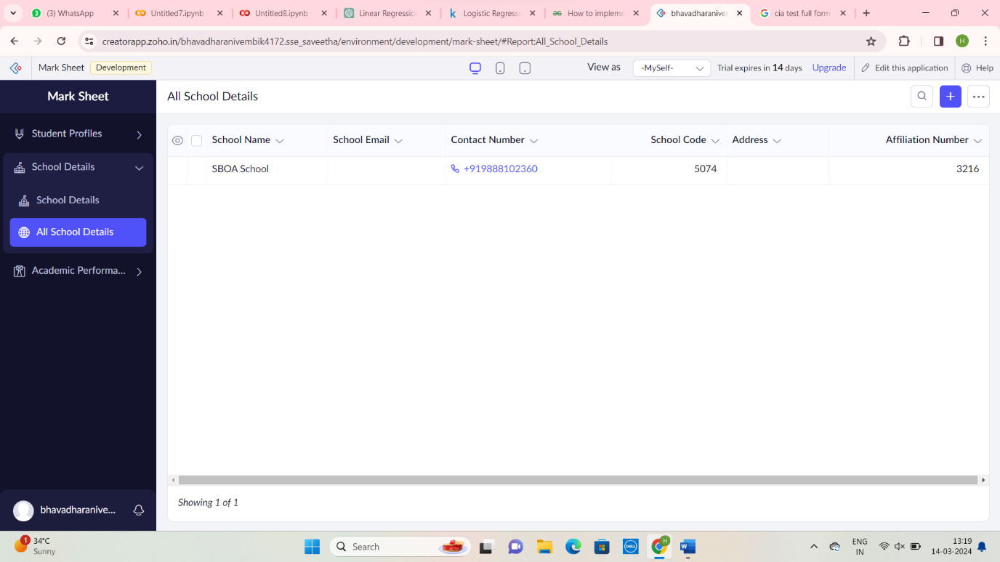 (3) WhatsApp
Untitled7.ipynb -
Untitled8.ipynb -
Linear Regressio
Logistic Regressi
How to impleme
bhavadharanive
cia test full form
creatorapp.zoho.in/bhavadharanivembik4172.sse_saveetha/environment/development/mark-sheet/#Report:All_School_Details
H
Mark Sheet Development
View as -MySelf- Trial expires in 14 days Upgrade Edit this application Help
Mark Sheet
All School Details
Student Profiles
School Details
School Details
All School Details
Academic Performa...
School Name School Email Contact Number School Code Address Affiliation Number
SBOA School +919888102360 5074 3216
Showing 1 of 1
bhavadharanive...
1
34°C
Sunny
Search
DELL
H
ENG
IN
13:19
14-03-2024